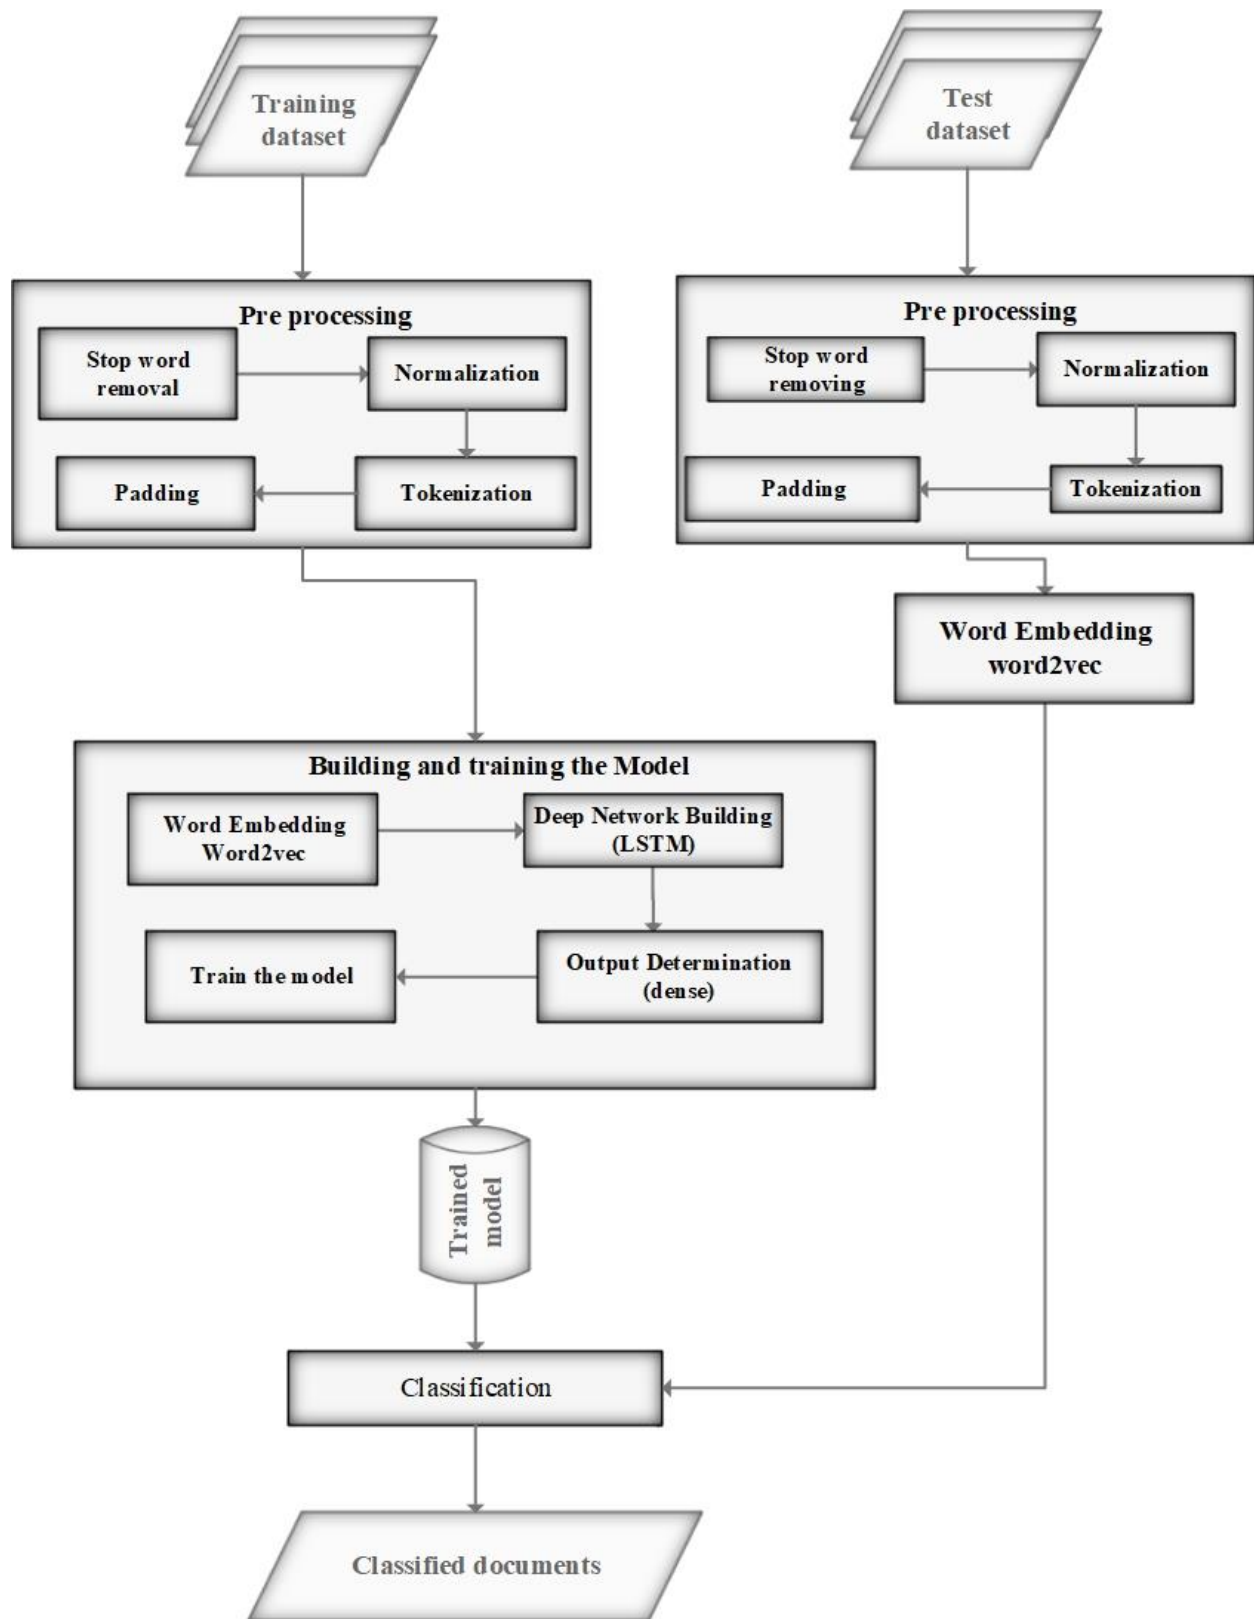 Training
dataset
Test
dataset
Pre processing
Stop word
removal
Normalization
Padding
Tokenization
Pre processing
Stop word
removing
Normalization
Padding
Tokenization
Word Embedding
word2vec
Building and training the Model
Word Embedding
Word2vec
Deep Network Building
(LSTM)
Train the model
Output Determination
(dense)
Trained
model
Classification
Classified documents